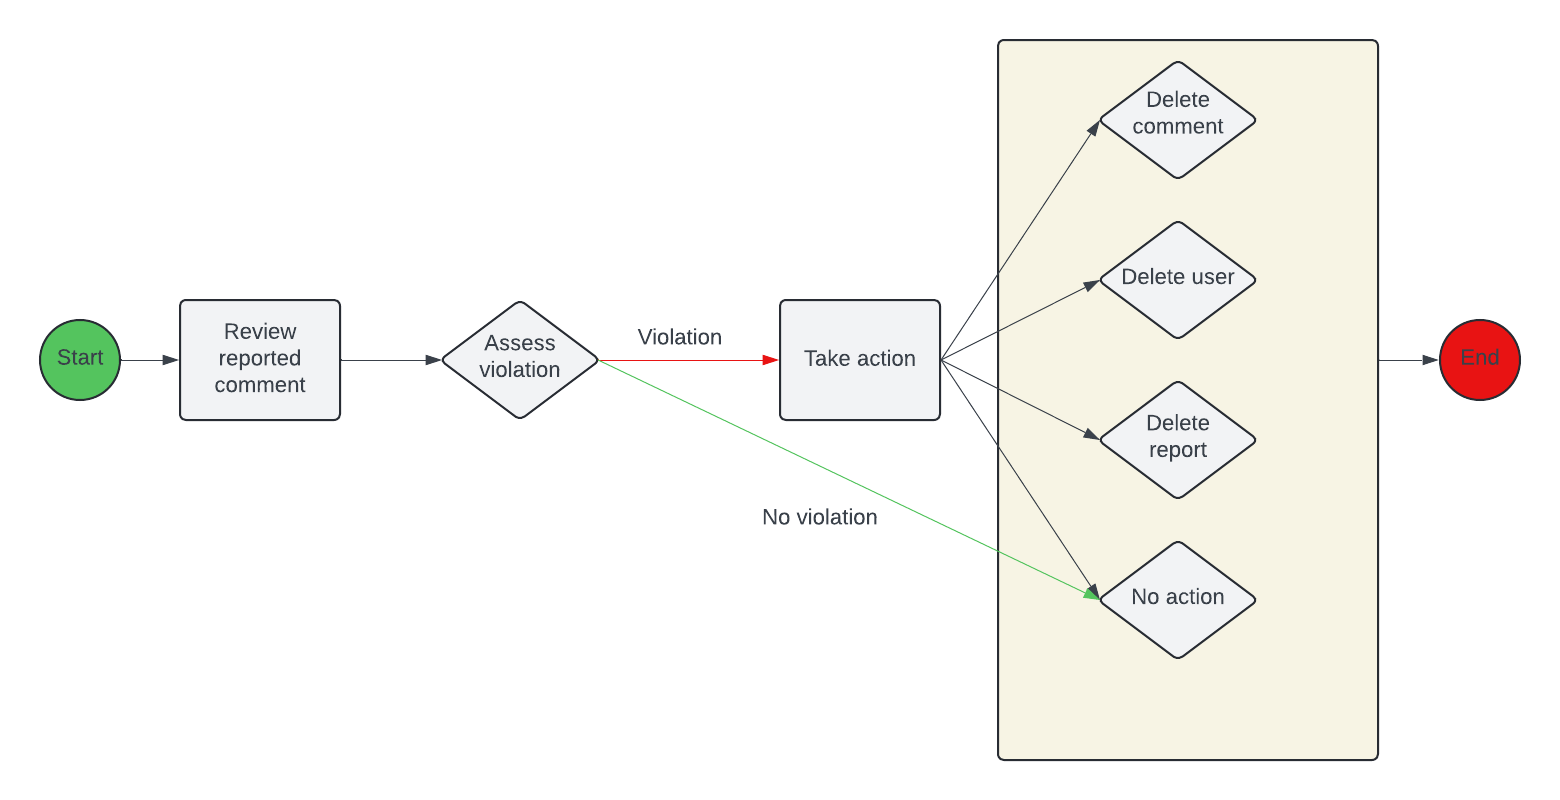 Start
Review
reported
comment
Assess
violation
Violation
No violation
Take action
Delete
comment
Delete user
Delete
report
No action
End